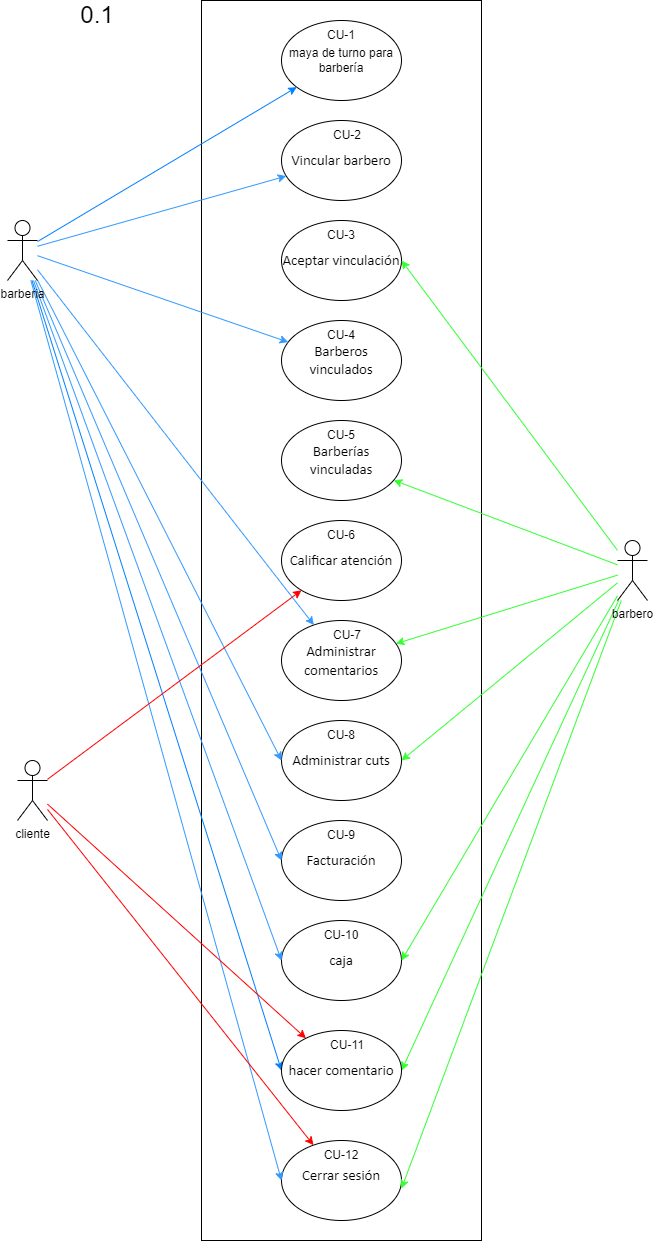 0.1
CU-1
maya de turno para
barbería
CU-2
Vincular barbero
CU-3
Aceptar vinculación
barberia
CU-4
Barberos
vinculados
CU-5
Barberías
vinculadas
CU-6
Calificar atención
barbero
CU-7
Administrar
comentarios
CU-8
Administrar cuts
cliente
CU-9
Facturación
CU-10
caja
CU-11
hacer comentario
CU-12
Cerrar sesión